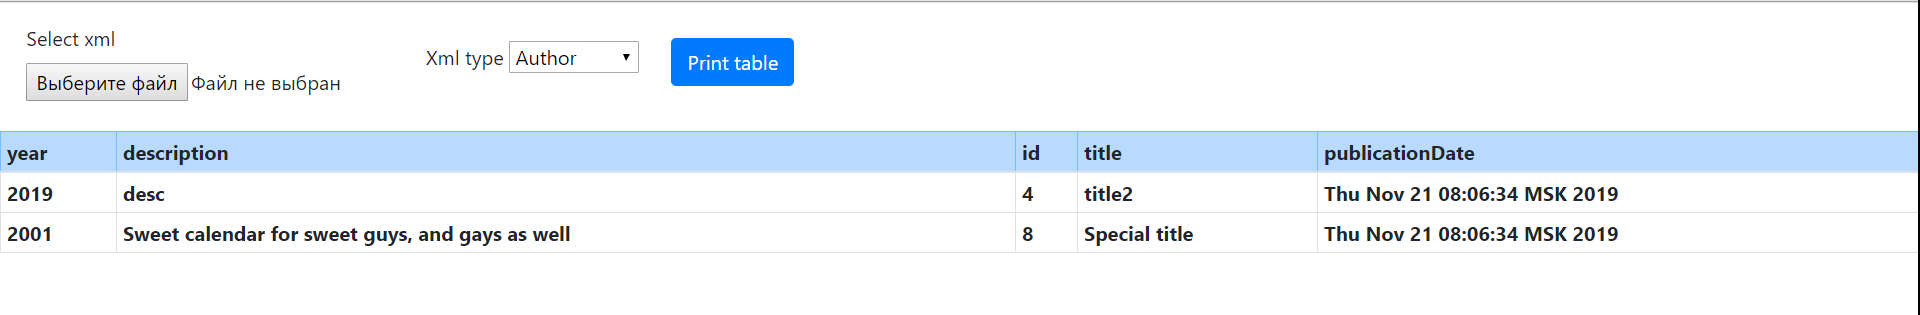 Select xml
Xml type Author Print table
Выберите файл Файл не выбран
year description id title publicationDate
2019 desc 4 title2 Thu Nov 21 08:06:34 MSK 2019
2001 Sweet calendar for sweet guys, and gays as well 8 Special title Thu Nov 21 08:06:34 MSK 2019